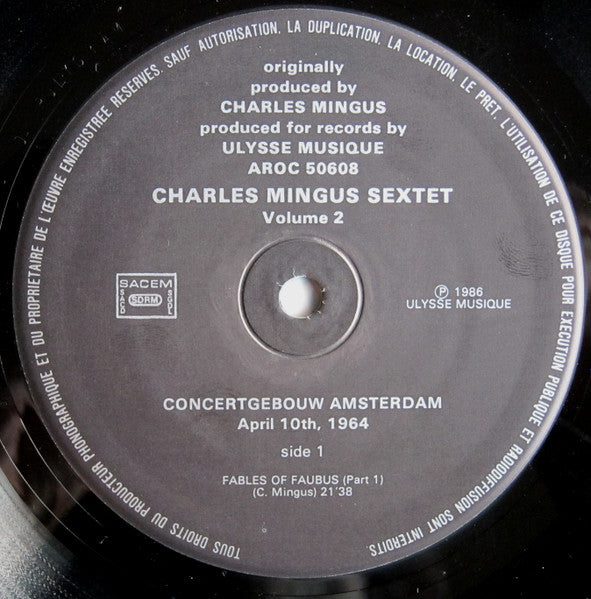 TOUS DROITS DU PRODUCTEUR PHONOGRAPHIQUE ET DU PROPRIETAIRE DE L'ŒUVRE ENREGISTREE RESERVES. SAUF AUTORISATION. LA DUPLICATION. LA LOCATION. LE PRET. L'UTILISATION DE CE DISQUE POUR EXECUTION PUBLIQUE ET RADIODIFFUSION SONT INTERDITS
originally
produced by
CHARLES MINGUS
produced for records by
ULYSSE MUSIQUE
AROC 50608
CHARLES MINGUS SEXTET
Volume 2
SACEM
SACD SDRM SGDL
℗ 1986
ULYSSE MUSIQUE
CONCERTGEBOUW AMSTERDAM
April 10th, 1964
side 1
FABLES OF FAUBUS (Part 1)
(C. Mingus) 21'38